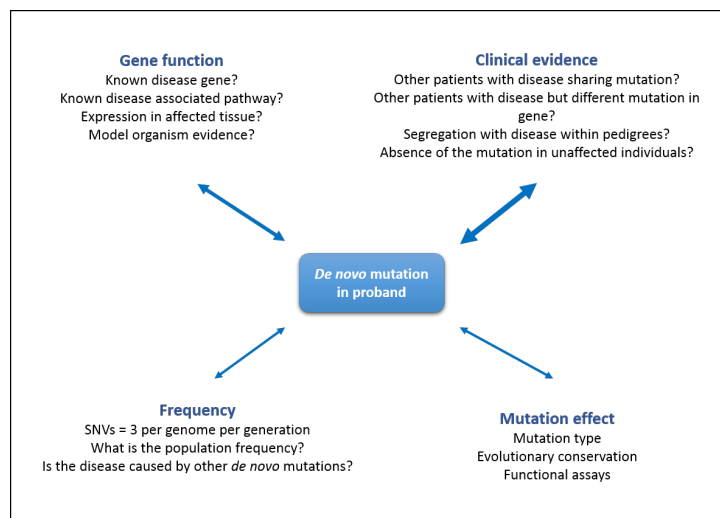 Gene function
Known disease gene?
Known disease associated pathway?
Expression in affected tissue?
Model organism evidence?
Clinical evidence
Other patients with disease sharing mutation?
Other patients with disease but different mutation in
gene?
Segregation with disease within pedigrees?
Absence of the mutation in unaffected individuals?
De novo mutation
in proband
Frequency
SNVs = 3 per genome per generation
What is the population frequency?
Is the disease caused by other de novo mutations?
Mutation effect
Mutation type
Evolutionary conservation
Functional assays